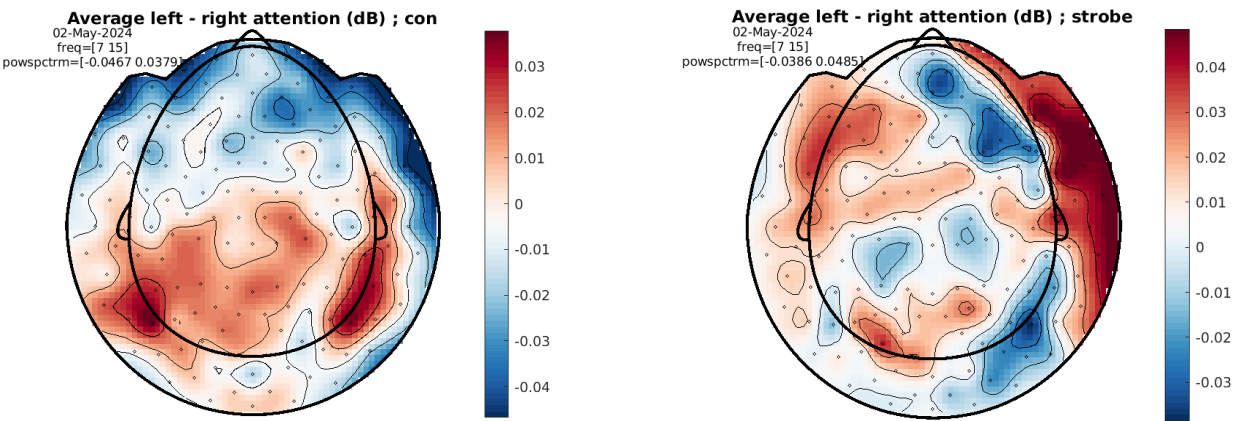 Average left - right attention (dB) ; con
02-May-2024
freq=[7 15]
powspctrm=[-0.0467 0.0379]
0.03
0.02
0.01
0
-0.01
-0.02
-0.03
-0.04
Average left - right attention (dB) ; strobe
02-May-2024
freq=[7 15]
powspctrm=[-0.0386 0.0485]
0.04
0.03
0.02
0.01
0
-0.01
-0.02
-0.03